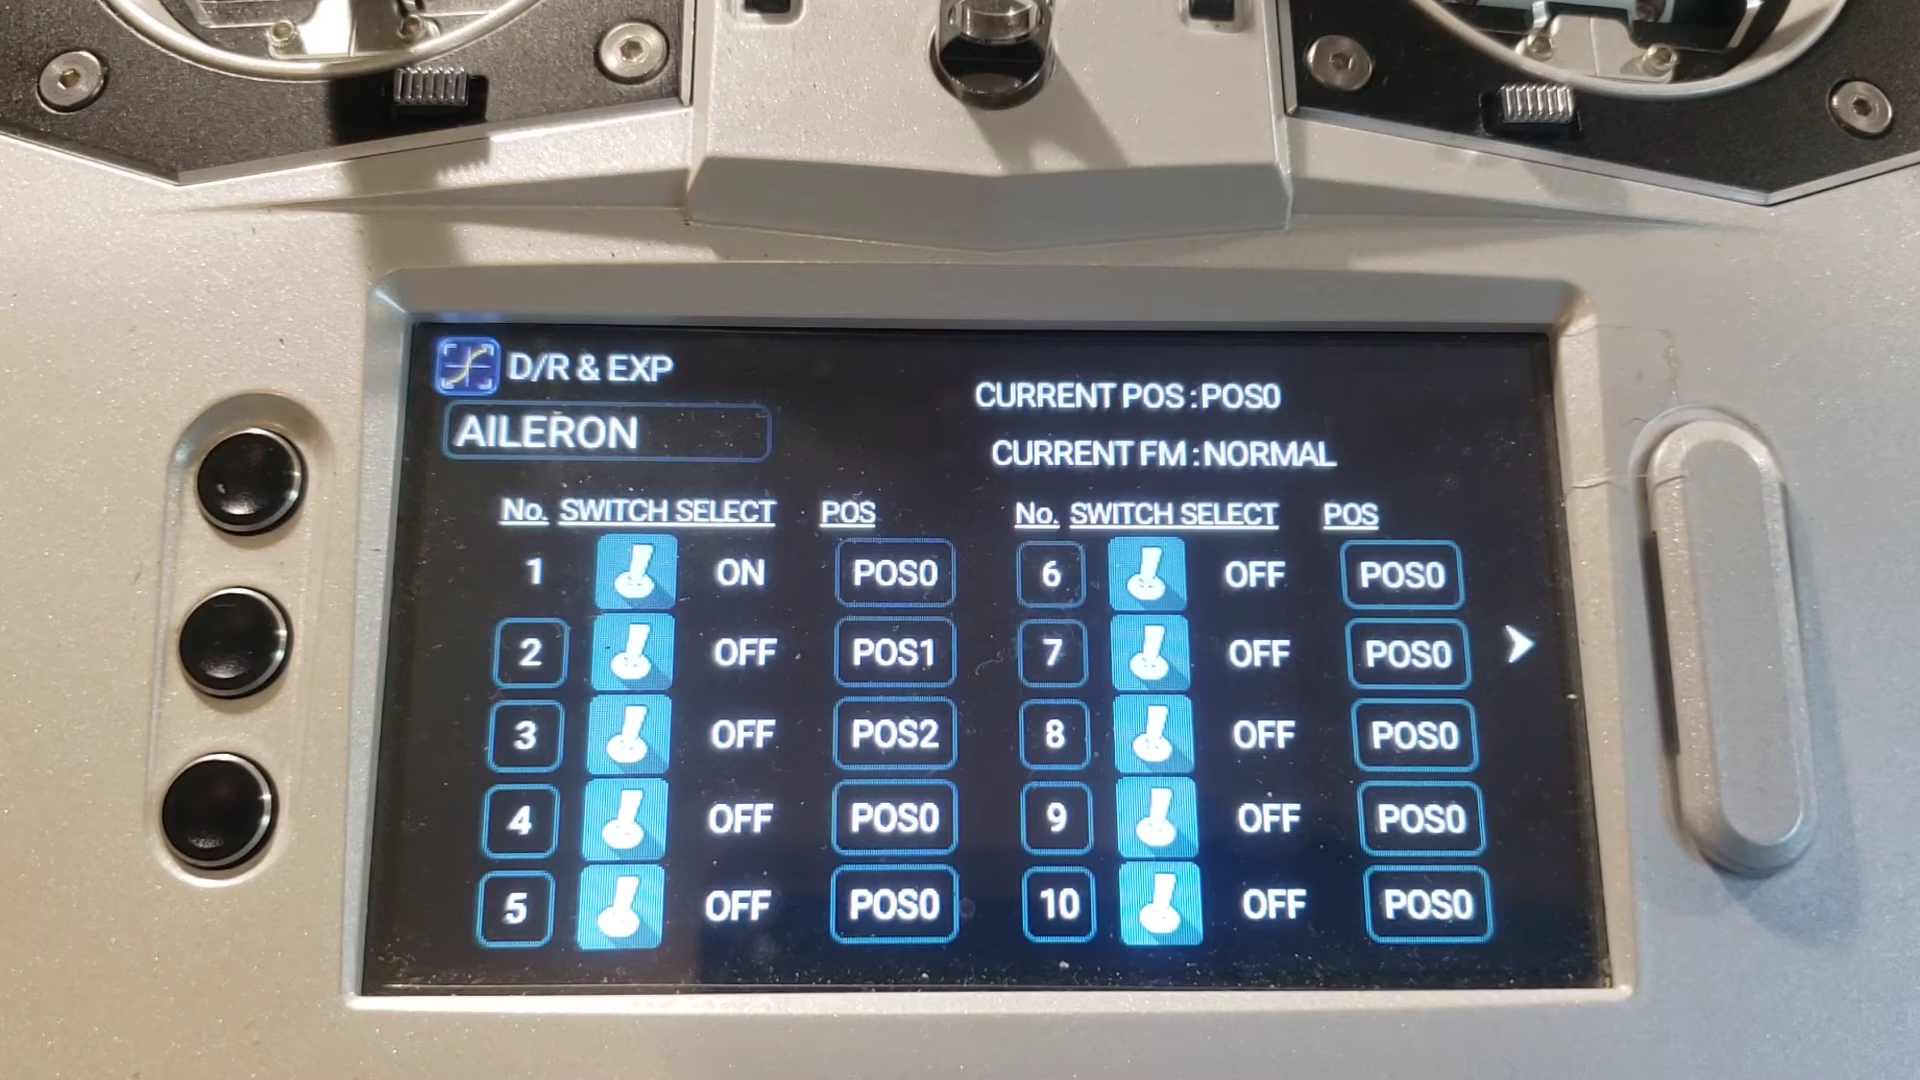 D/R & EXP
AILERON
CURRENT POS : POS0
CURRENT FM : NORMAL
No. SWITCH SELECT POS No. SWITCH SELECT POS
1 ON POS0 6 OFF POS0
2 OFF POS1 7 OFF POS0
3 OFF POS2 8 OFF POS0
4 OFF POS0 9 OFF POS0
5 OFF POS0 10 OFF POS0